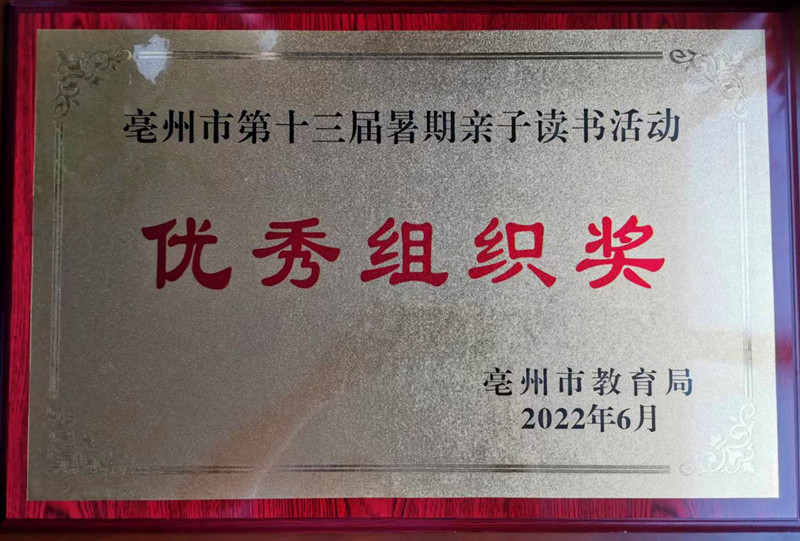 亳州市第十三届暑期亲子读书活动
优秀组织奖
亳州市教育局
2022年6月